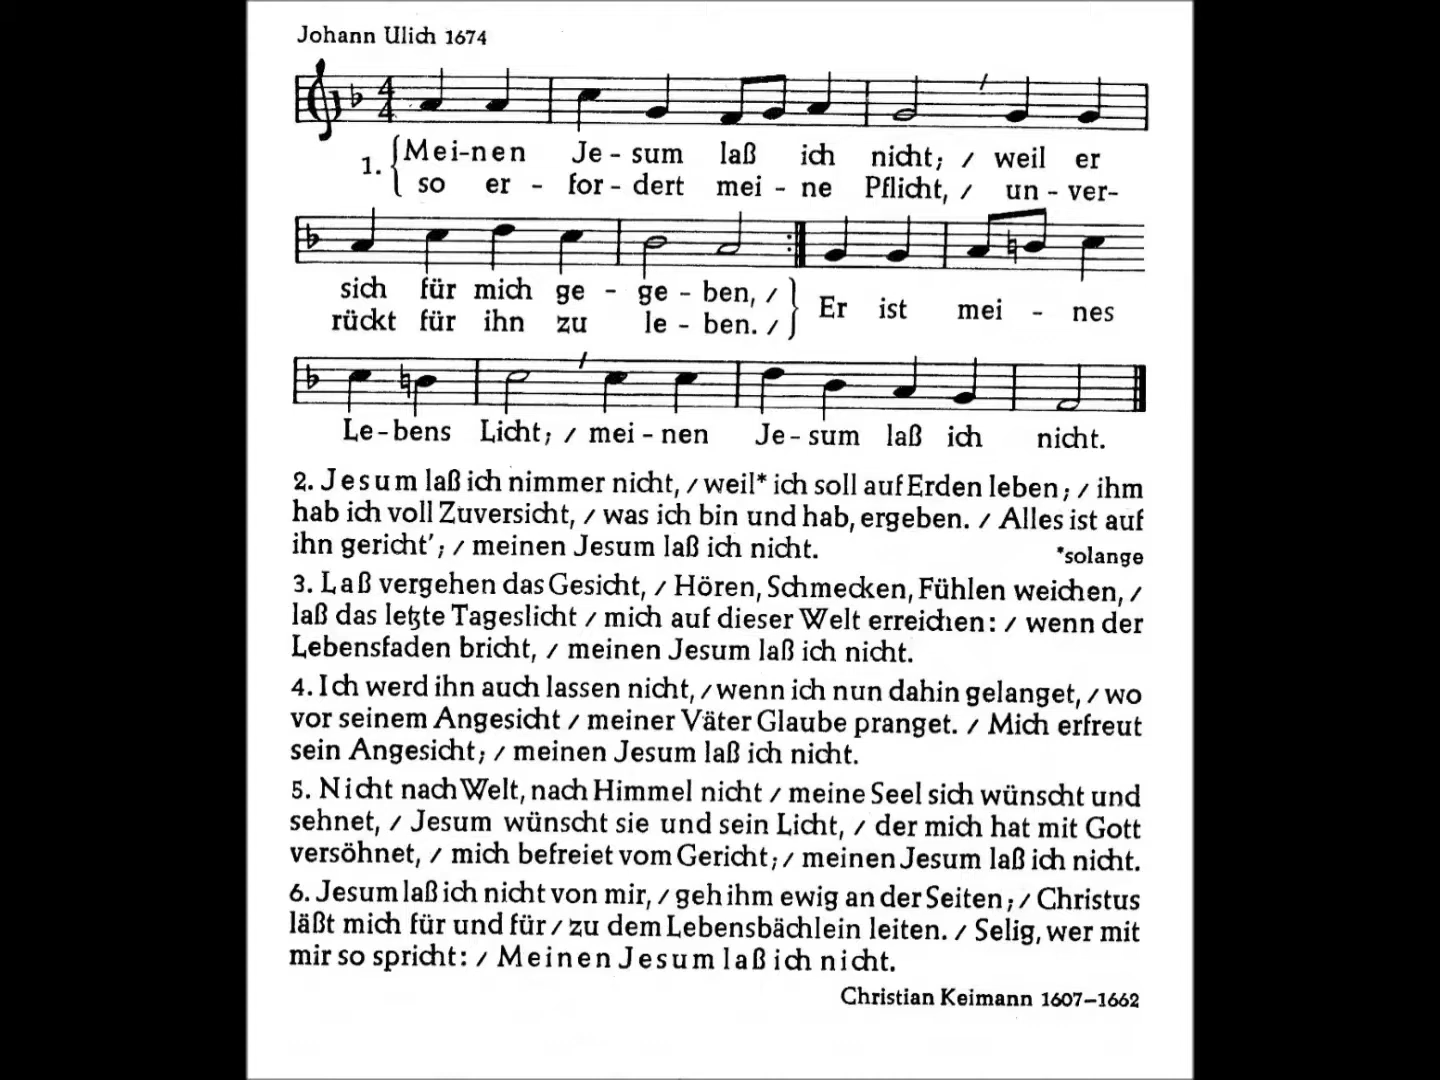 Johann Ulich 1674
4
4
1. {Mei-nen Je - sum laß ich nicht; / weil er
so er - for - dert mei - ne Pflicht, / un - ver-
sich für mich ge - ge - ben, / }
rückt für ihn zu le - ben. /
Er ist mei - nes
Le - bens Licht; / mei - nen Je - sum laß ich nicht.
2. Jesum laß ich nimmer nicht, / weil* ich soll auf Erden leben; / ihm
hab ich voll Zuversicht, / was ich bin und hab, ergeben. / Alles ist auf
ihn gericht'; / meinen Jesum laß ich nicht.
*solange
3. Laß vergehen das Gesicht, / Hören, Schmecken, Fühlen weichen, /
laß das letzte Tageslicht / mich auf dieser Welt erreichen: / wenn der
Lebensfaden bricht, / meinen Jesum laß ich nicht.
4. Ich werd ihn auch lassen nicht, / wenn ich nun dahin gelanget, / wo
vor seinem Angesicht / meiner Väter Glaube pranget. / Mich erfreut
sein Angesicht; / meinen Jesum laß ich nicht.
5. Nicht nach Welt, nach Himmel nicht / meine Seel sich wünscht und
sehnet, / Jesum wünscht sie und sein Licht, / der mich hat mit Gott
versöhnet, / mich befreiet vom Gericht; / meinen Jesum laß ich nicht.
6. Jesum laß ich nicht von mir, / geh ihm ewig an der Seiten; / Christus
läßt mich für und für / zu dem Lebensbächlein leiten. / Selig, wer mit
mir so spricht: / Meinen Jesum laß ich nicht.
Christian Keimann 1607–1662